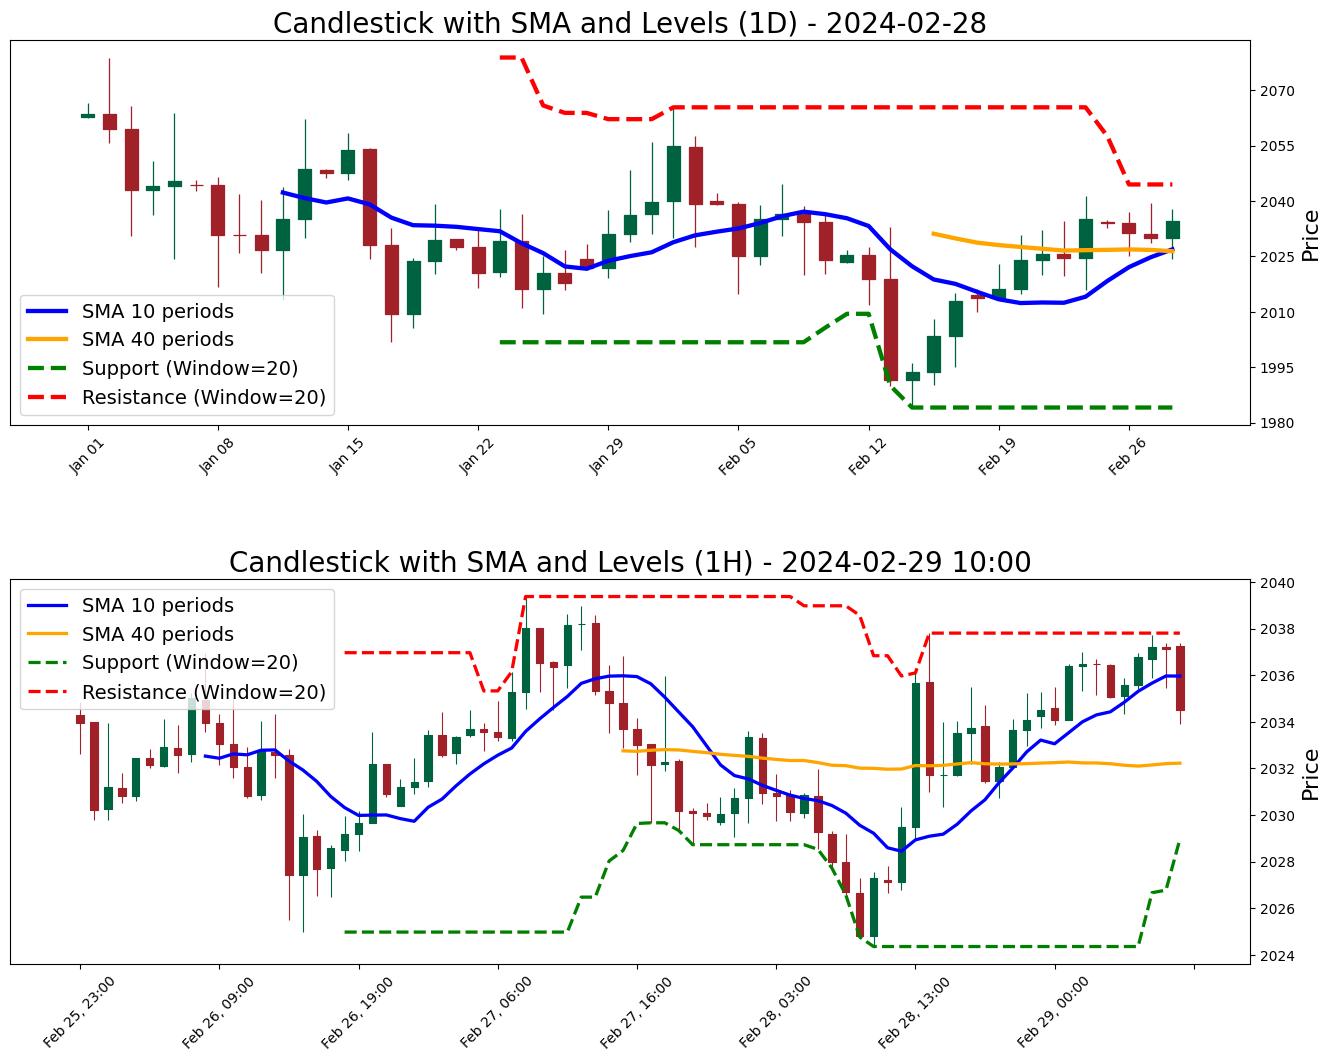 Candlestick with SMA and Levels (1D) - 2024-02-28
SMA 10 periods
SMA 40 periods
Support (Window=20)
Resistance (Window=20)
2070
2055
2040
2025
2010
1995
1980
Price
Jan 01
Jan 08
Jan 15
Jan 22
Jan 29
Feb 05
Feb 12
Feb 19
Feb 26
Candlestick with SMA and Levels (1H) - 2024-02-29 10:00
SMA 10 periods
SMA 40 periods
Support (Window=20)
Resistance (Window=20)
2040
2038
2036
2034
2032
2030
2028
2026
2024
Price
Feb 25, 23:00
Feb 26, 09:00
Feb 26, 19:00
Feb 27, 06:00
Feb 27, 16:00
Feb 28, 03:00
Feb 28, 13:00
Feb 29, 00:00